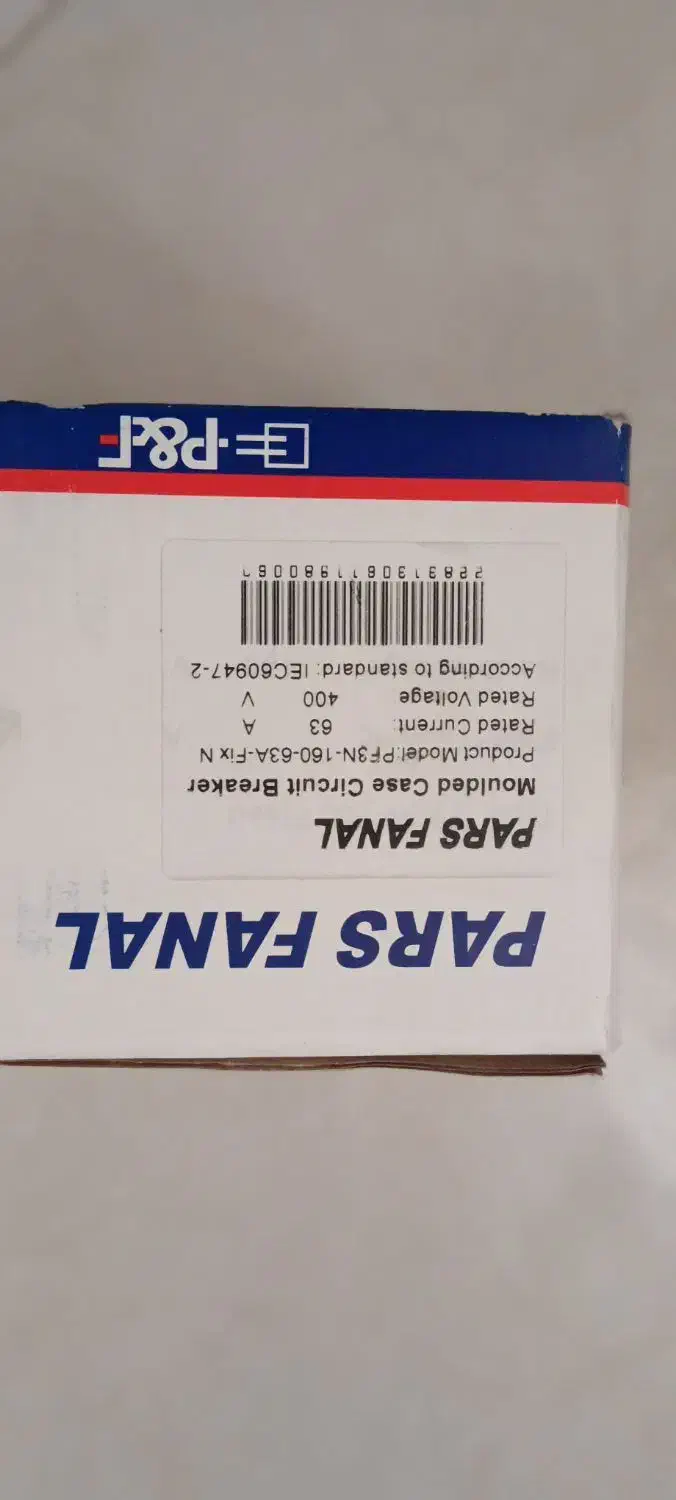 PARS FANAL
PARS FANAL
Moulded Case Circuit Breaker
Product Model:PF3N-160-63A-Fix N
Rated Current: 63 A
Rated Voltage 400 V
According to standard: IEC60947-2
P&F